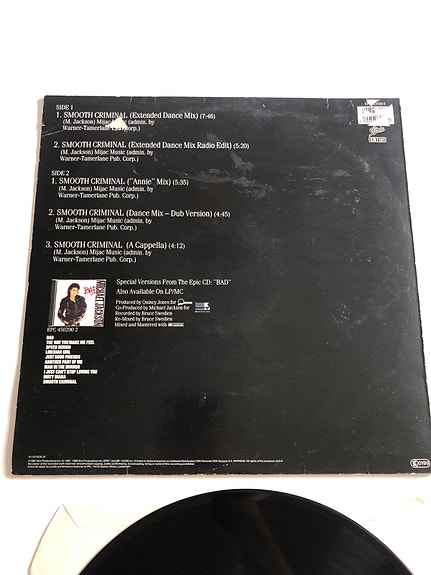 SIDE 1
1. SMOOTH CRIMINAL (Extended Dance Mix) (7:46)
(M. Jackson) Mijac Music (admin. by
Warner-Tamerlane Pub. Corp.)
2. SMOOTH CRIMINAL (Extended Dance Mix Radio Edit) (5:20)
(M. Jackson) Mijac Music (admin. by
Warner-Tamerlane Pub. Corp.)
SIDE 2
1. SMOOTH CRIMINAL ("Annie" Mix) (5:35)
(M. Jackson) Mijac Music (admin. by
Warner-Tamerlane Pub. Corp.)
2. SMOOTH CRIMINAL (Dance Mix – Dub Version) (4:45)
(M. Jackson) Mijac Music (admin. by
Warner-Tamerlane Pub. Corp.)
3. SMOOTH CRIMINAL (A Cappella) (4:12)
(M. Jackson) Mijac Music (admin. by
Warner-Tamerlane Pub. Corp.)
Special Versions From The Epic CD: "BAD"
Also Available On LP/MC
Produced by Quincy Jones for
Co-Produced by Michael Jackson for
Recorded by Bruce Swedien
Re-Mixed by Bruce Swedien
Mixed and Mastered with
BAD
MICHAEL JACKSON
EPC 450290 2
BAD
THE WAY YOU MAKE ME FEEL
SPEED DEMON
LIBERIAN GIRL
JUST GOOD FRIENDS
ANOTHER PART OF ME
MAN IN THE MIRROR
I JUST CAN'T STOP LOVING YOU
DIRTY DIANA
SMOOTH CRIMINAL
Epic